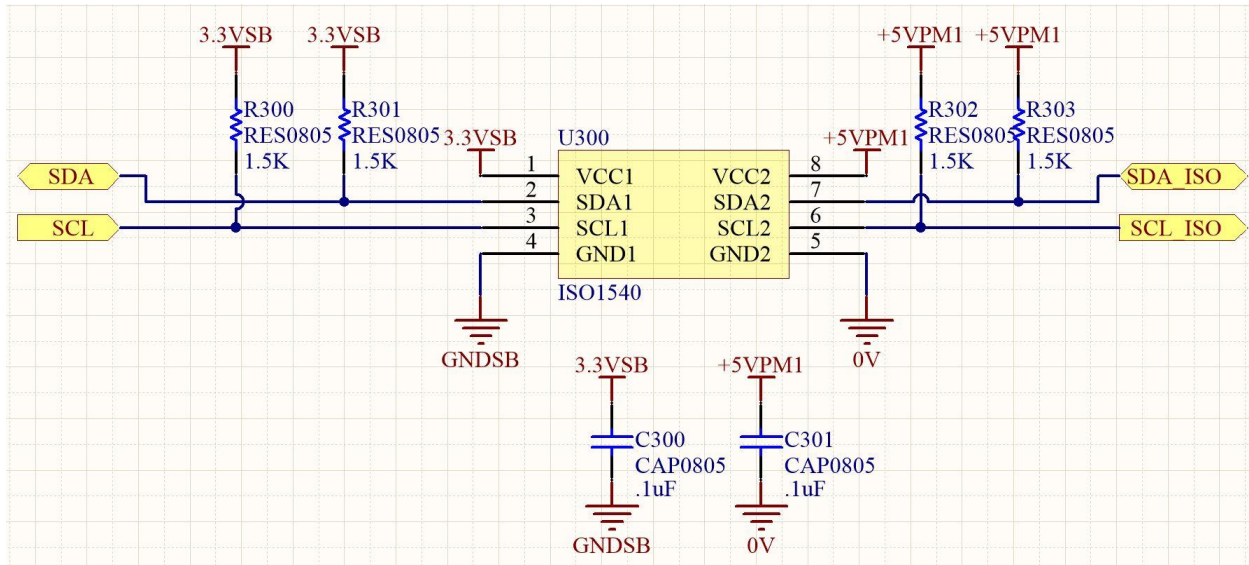 3.3VSB
3.3VSB
+5VPM1
+5VPM1
R300
RES0805
1.5K
R301
RES0805
1.5K
R302
RES0805
1.5K
R303
RES0805
1.5K
3.3VSB
U300
+5VPM1
SDA
SCL
1
2
3
4
VCC1
SDA1
SCL1
GND1
VCC2
SDA2
SCL2
GND2
8
7
6
5
SDA_ISO
SCL_ISO
ISO1540
GNDSB
0V
3.3VSB
+5VPM1
C300
CAP0805
.1uF
C301
CAP0805
.1uF
GNDSB
0V